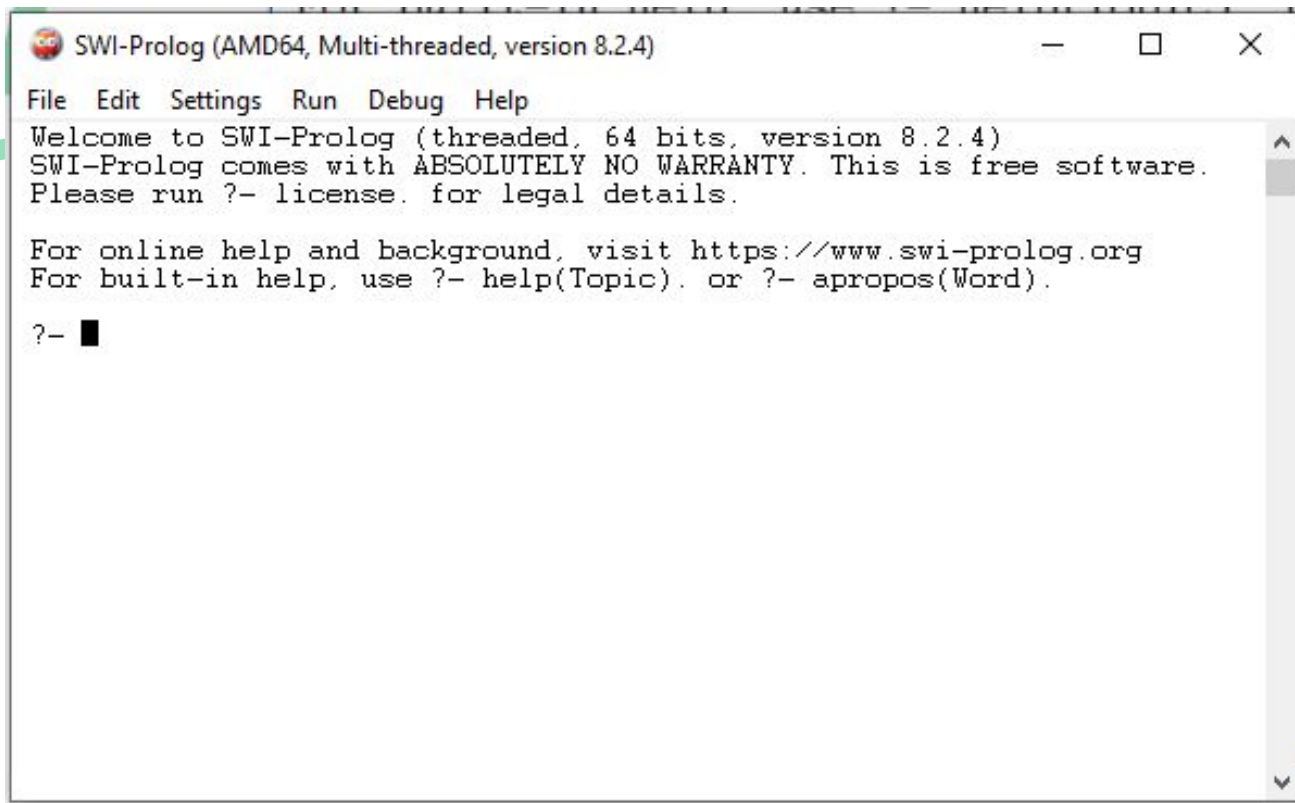 SWI-Prolog (AMD64, Multi-threaded, version 8.2.4)
File Edit Settings Run Debug Help
Welcome to SWI-Prolog (threaded, 64 bits, version 8.2.4)
SWI-Prolog comes with ABSOLUTELY NO WARRANTY. This is free software.
Please run ?- license. for legal details.
For online help and background, visit https://www.swi-prolog.org
For built-in help, use ?- help(Topic). or ?- apropos(Word).
?-